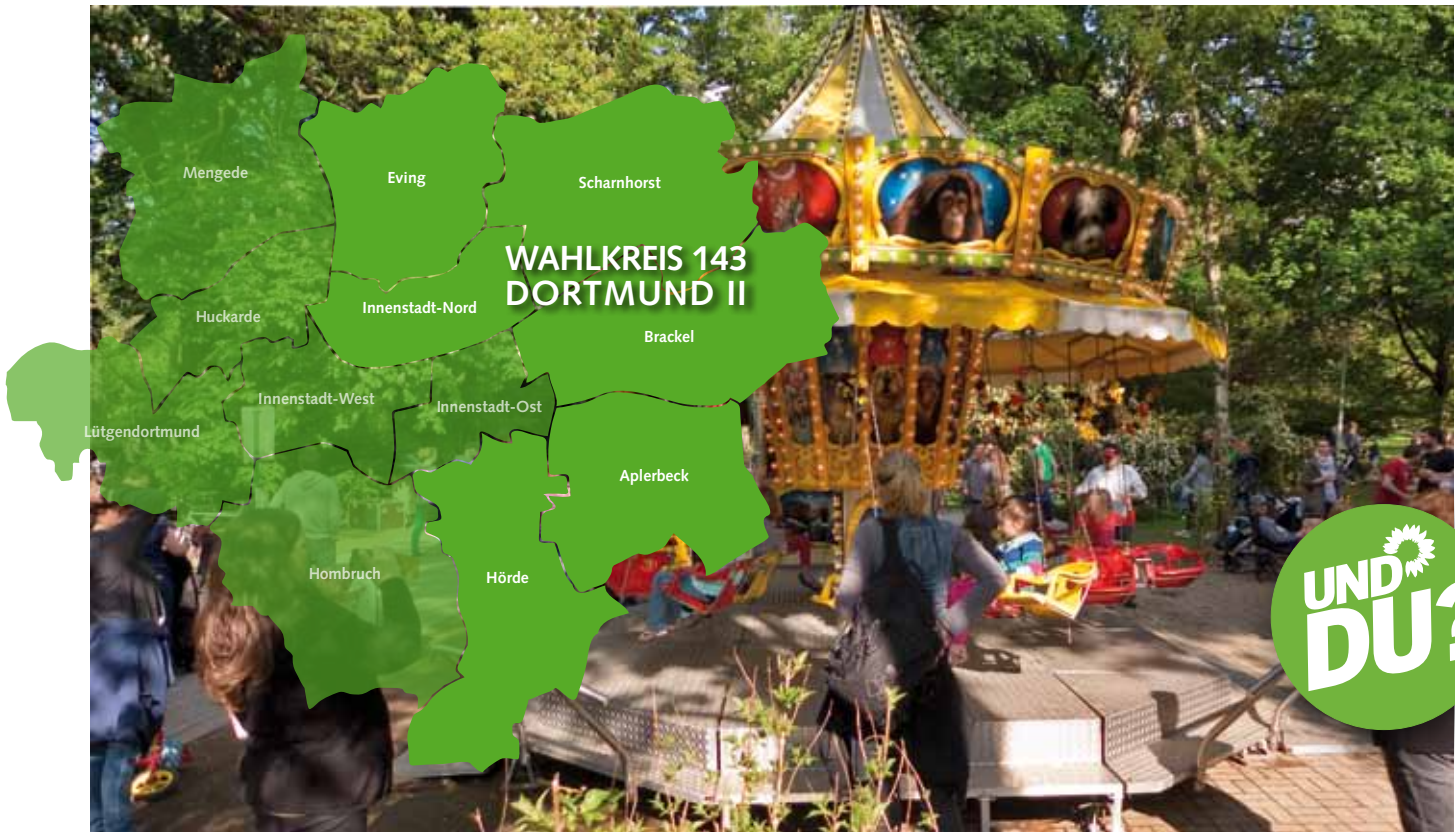 Mengede
Eving
Scharnhorst
WAHLKREIS 143
DORTMUND II
Huckarde
Innenstadt-Nord
Brackel
Innenstadt-West
Innenstadt-Ost
Lütgendortmund
Aplerbeck
Hombruch
Hörde
UND
DU?